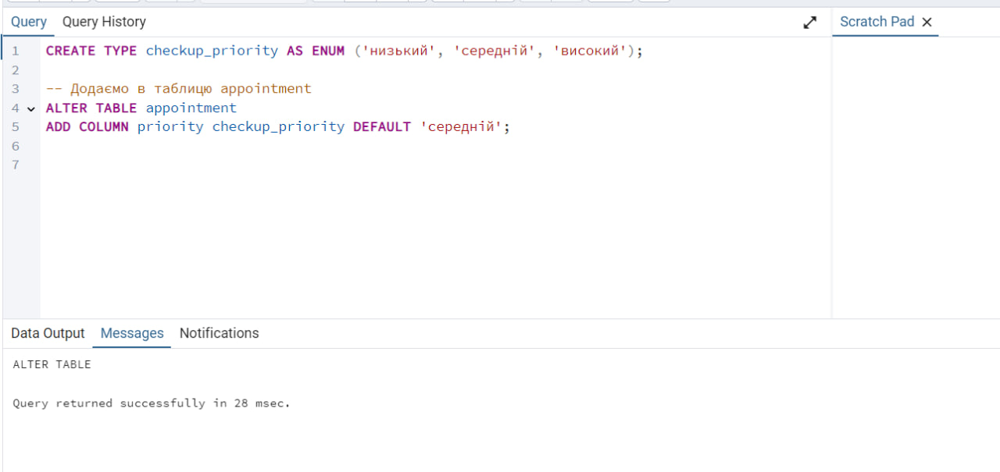 Query Query History
Scratch Pad
1 CREATE TYPE checkup_priority AS ENUM ('низький', 'середній', 'високий');
2
3 -- Додаємо в таблицю appointment
4 ALTER TABLE appointment
5 ADD COLUMN priority checkup_priority DEFAULT 'середній';
6
7
Data Output Messages Notifications
ALTER TABLE
Query returned successfully in 28 msec.